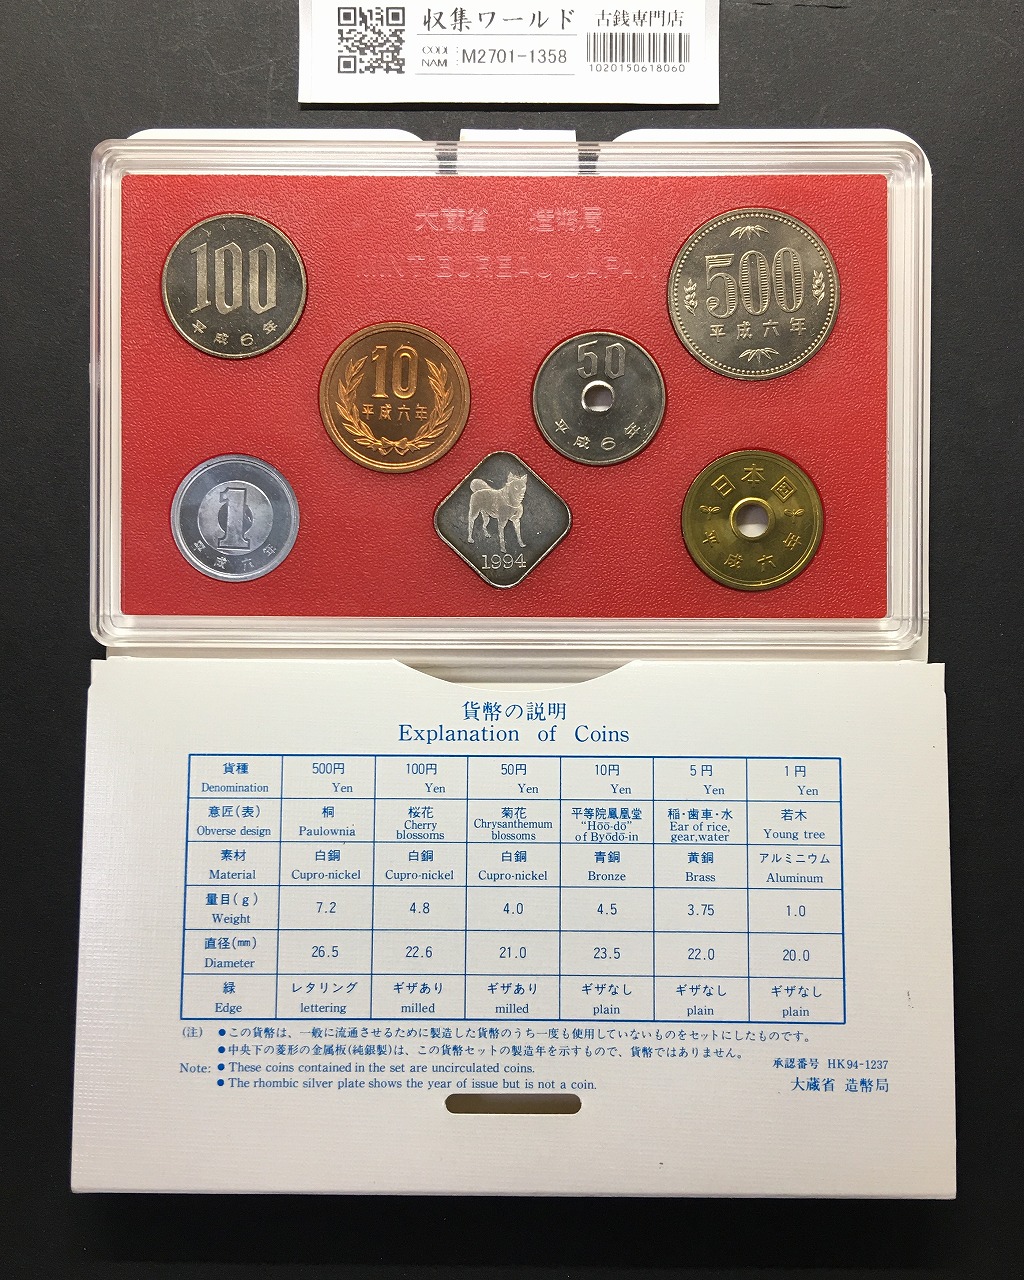 収集ワールド 古銭専門店
CODE NAME : M2701-1358
1020150618060
大蔵省 造幣局
MINT BUREAU JAPAN
100
平成6年
500
平成六年
10
平成六年
50
平成6年
1
平成六年
1994
日本国
平成六年
貨幣の説明
Explanation of Coins
貨種 500円 100円 50円 10円 5円 1円
Denomination Yen Yen Yen Yen Yen Yen
意匠(表) 桐 桜花 菊花 平等院鳳凰堂 稲・歯車・水 若木
Obverse design Paulownia Cherry blossoms Chrysanthemum blossoms "Hōō-dō" of Byōdō-in Ear of rice, gear,water Young tree
素材 白銅 白銅 白銅 青銅 黄銅 アルミニウム
Material Cupro-nickel Cupro-nickel Cupro-nickel Bronze Brass Aluminum
量目(g) 7.2 4.8 4.0 4.5 3.75 1.0
Weight
直径(mm) 26.5 22.6 21.0 23.5 22.0 20.0
Diameter
縁 レタリング ギザあり ギザあり ギザなし ギザなし ギザなし
Edge lettering milled milled plain plain plain
(注) ●この貨幣は、一般に流通させるために製造した貨幣のうち一度も使用していないものをセットにしたものです。
●中央下の菱形の金属板(純銀製)は、この貨幣セットの製造年を示すもので、貨幣ではありません。
Note: ● These coins contained in the set are uncirculated coins.
● The rhombic silver plate shows the year of issue but is not a coin.
承認番号 HK94-1237
大蔵省 造幣局